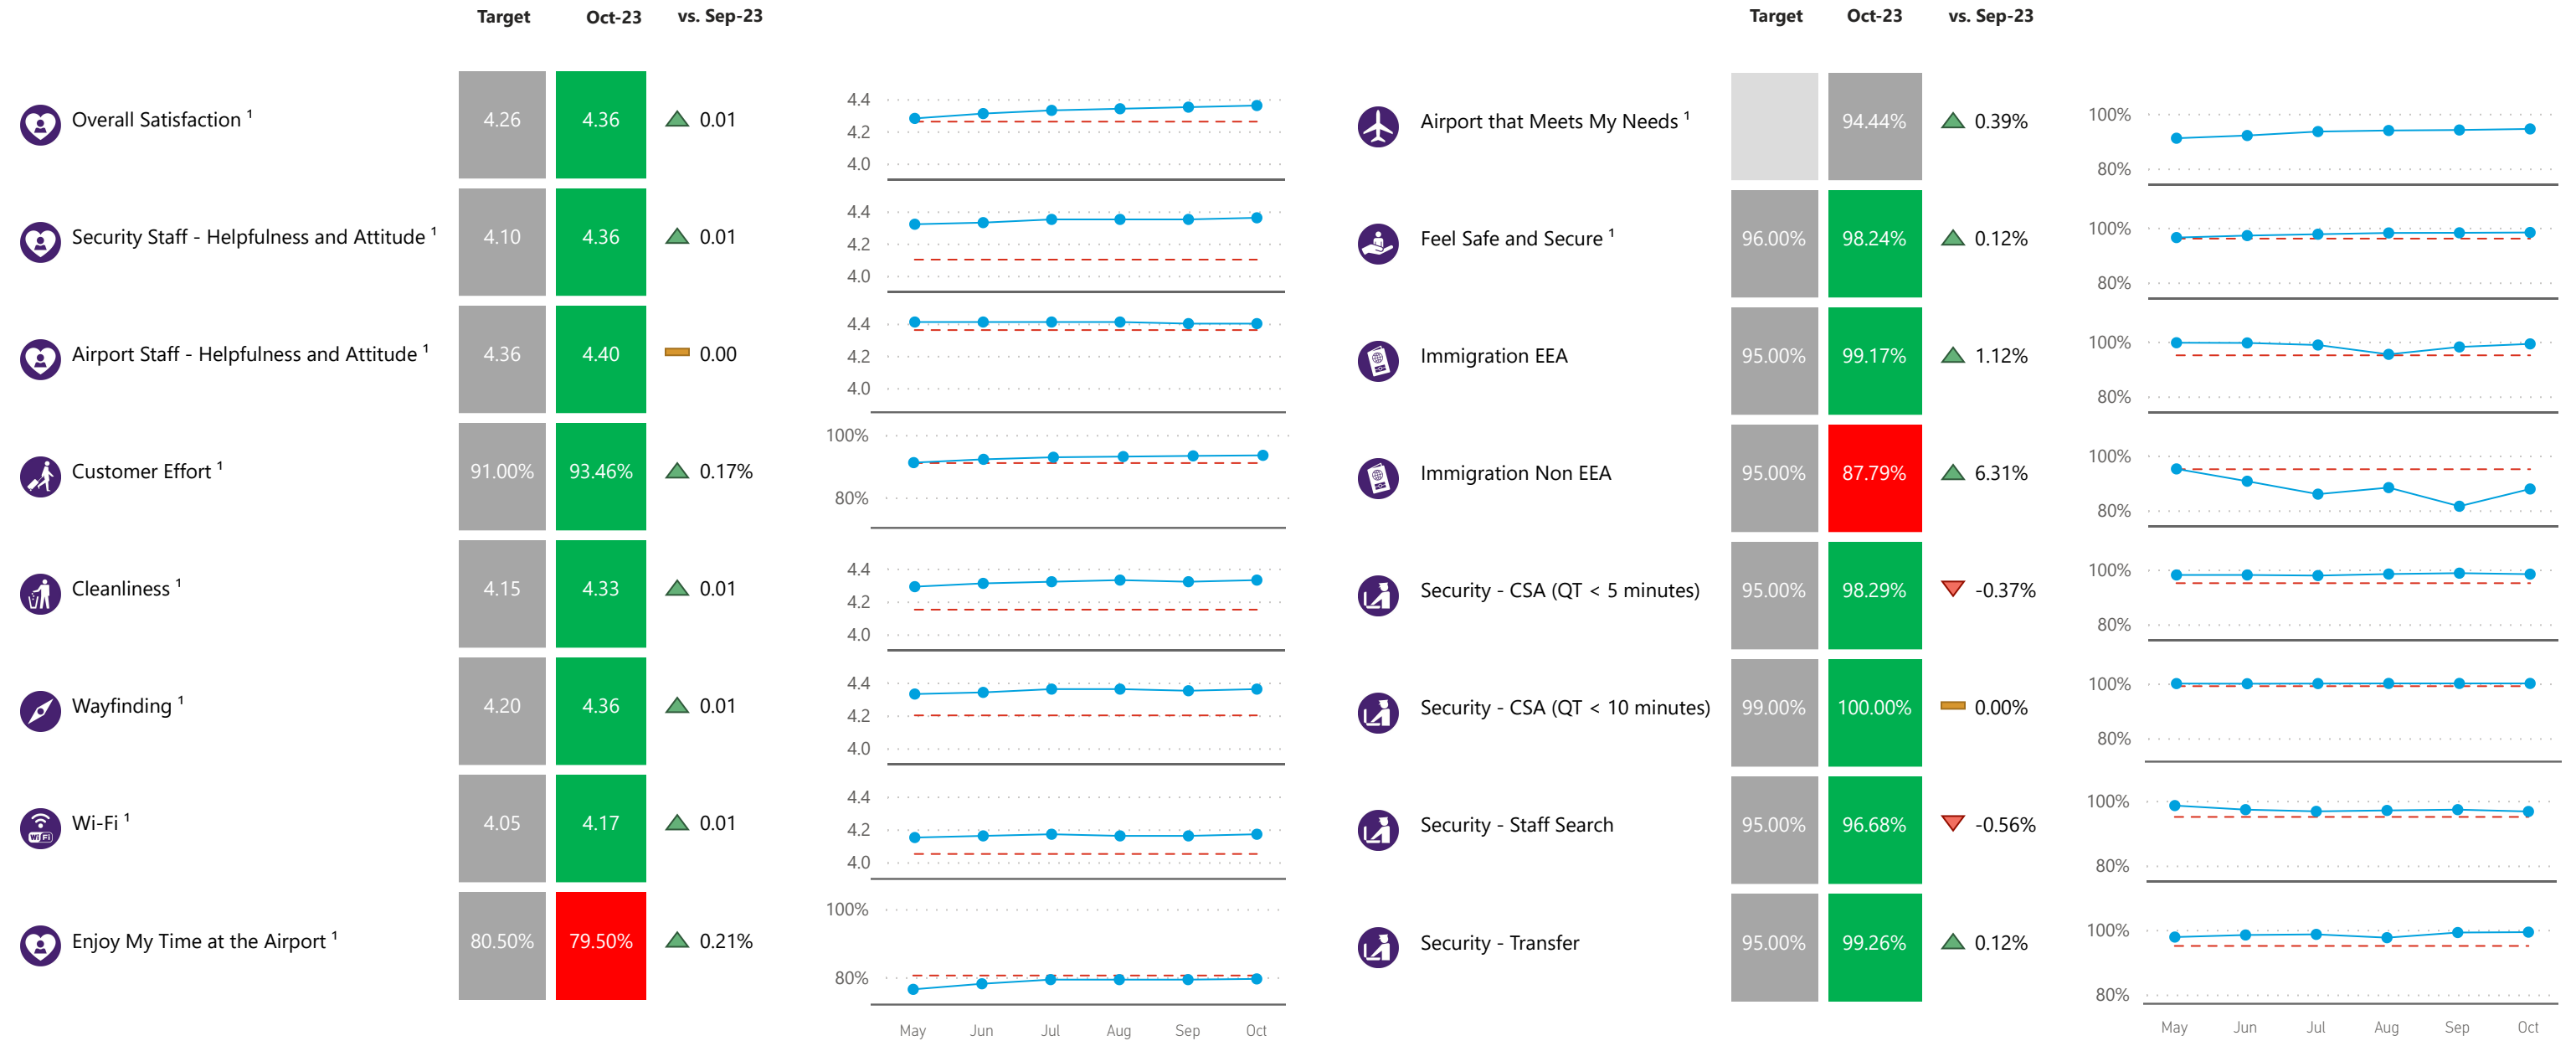 Target Oct-23 vs. Sep-23
Overall Satisfaction ¹ 4.26 4.36 0.01
4.4
4.2
4.0
Security Staff - Helpfulness and Attitude ¹ 4.10 4.36 0.01
4.4
4.2
4.0
Airport Staff - Helpfulness and Attitude ¹ 4.36 4.40 0.00
4.4
4.2
4.0
Customer Effort ¹ 91.00% 93.46% 0.17%
100%
80%
Cleanliness ¹ 4.15 4.33 0.01
4.4
4.2
4.0
Wayfinding ¹ 4.20 4.36 0.01
4.4
4.2
4.0
Wi-Fi ¹ 4.05 4.17 0.01
Wi Fi
4.4
4.2
4.0
Enjoy My Time at the Airport ¹ 80.50% 79.50% 0.21%
100%
80%
May Jun Jul Aug Sep Oct
Target Oct-23 vs. Sep-23
Airport that Meets My Needs ¹ 94.44% 0.39%
100%
80%
Feel Safe and Secure ¹ 96.00% 98.24% 0.12%
100%
80%
Immigration EEA 95.00% 99.17% 1.12%
100%
80%
Immigration Non EEA 95.00% 87.79% 6.31%
100%
80%
Security - CSA (QT < 5 minutes) 95.00% 98.29% -0.37%
100%
80%
Security - CSA (QT < 10 minutes) 99.00% 100.00% 0.00%
100%
80%
Security - Staff Search 95.00% 96.68% -0.56%
100%
80%
Security - Transfer 95.00% 99.26% 0.12%
100%
80%
May Jun Jul Aug Sep Oct